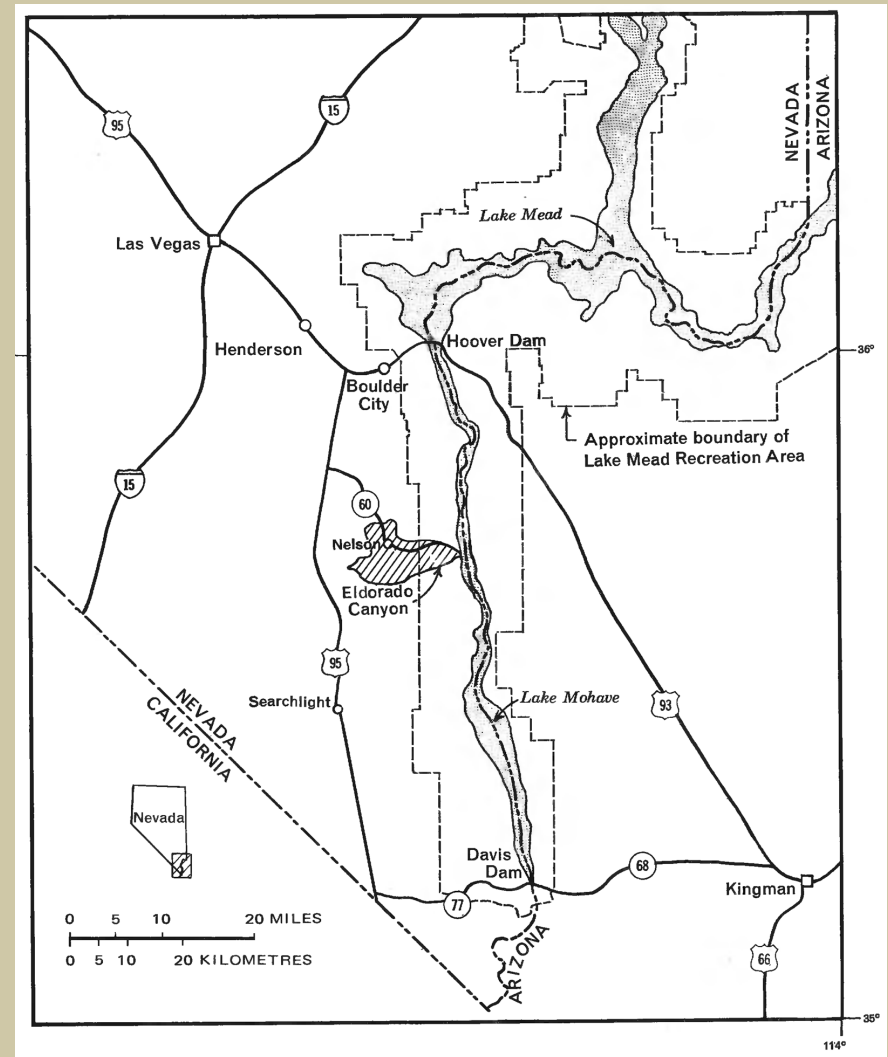 95
15
NEVADA
ARIZONA
Las Vegas
Lake Mead
Henderson
Hoover Dam
36°
Boulder
City
Approximate boundary of
Lake Mead Recreation Area
15
60
Nelson
Eldorado
Canyon
95
Searchlight
NEVADA
CALIFORNIA
Lake Mohave
93
Nevada
Davis
Dam
68
Kingman
77
0 5 10 20 MILES
0 5 10 20 KILOMETRES
ARIZONA
66
35°
114°